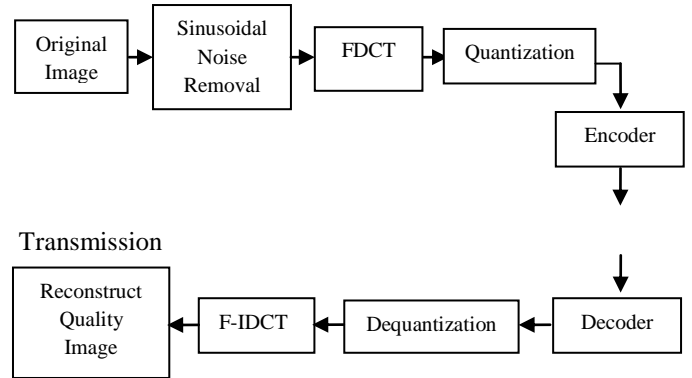 Original
Image
Sinusoidal
Noise
Removal
FDCT
Quantization
Encoder
Transmission
Reconstruct
Quality
Image
F-IDCT
Dequantization
Decoder